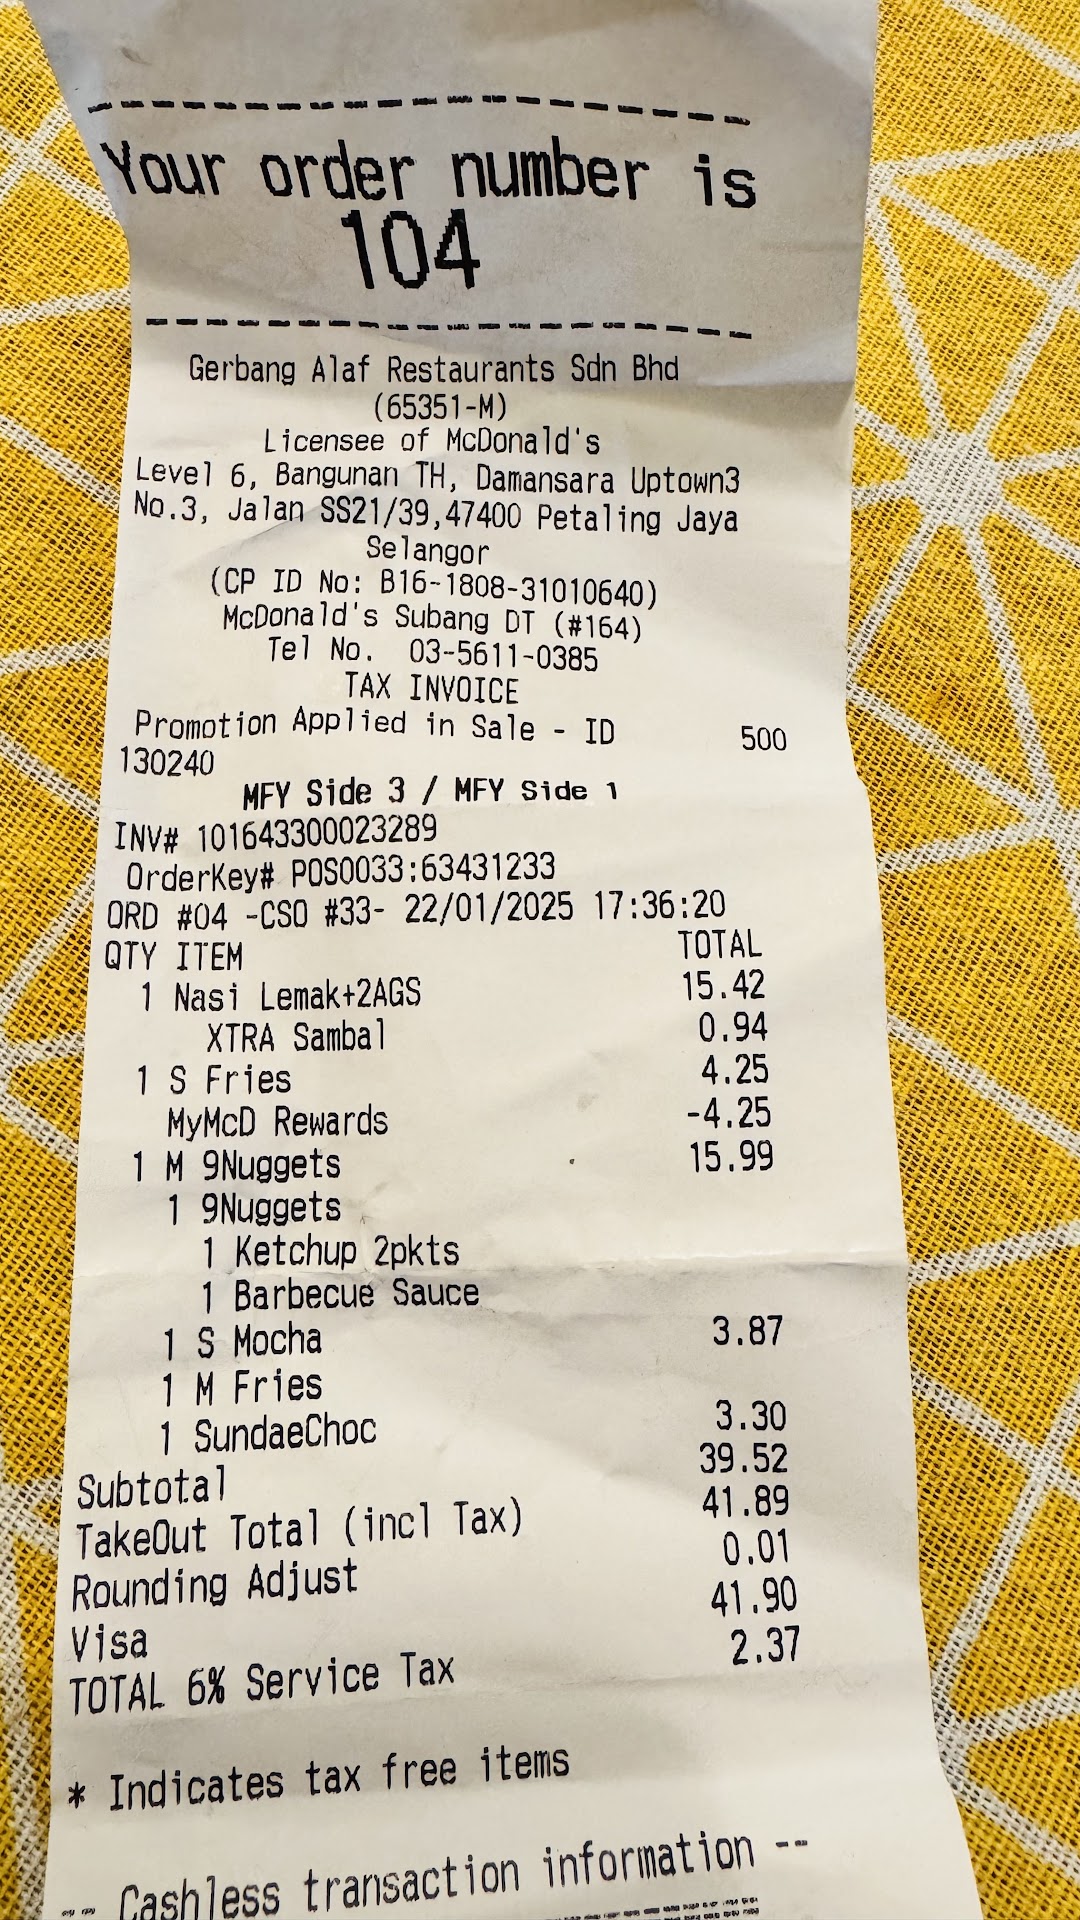 Your order number is
104
Gerbang Alaf Restaurants Sdn Bhd
(65351-M)
Licensee of McDonald's
Level 6, Bangunan TH, Damansara Uptown3
No.3, Jalan SS21/39,47400 Petaling Jaya
Selangor
(CP ID No: B16-1808-31010640)
McDonald's Subang DT (#164)
Tel No. 03-5611-0385
TAX INVOICE
Promotion Applied in Sale - ID 500
130240
MFY Side 3 / MFY Side 1
INV# 101643300023289
OrderKey# POS0033:63431233
ORD #04 -CSO #33- 22/01/2025 17:36:20
QTY ITEM TOTAL
1 Nasi Lemak+2AGS 15.42
XTRA Sambal 0.94
1 S Fries 4.25
MyMcD Rewards -4.25
1 M 9Nuggets 15.99
1 9Nuggets
1 Ketchup 2pkts
1 Barbecue Sauce
1 S Mocha 3.87
1 M Fries
1 SundaeChoc 3.30
Subtotal 39.52
TakeOut Total (incl Tax) 41.89
Rounding Adjust 0.01
Visa 41.90
TOTAL 6% Service Tax 2.37
* Indicates tax free items
-- Cashless transaction information --